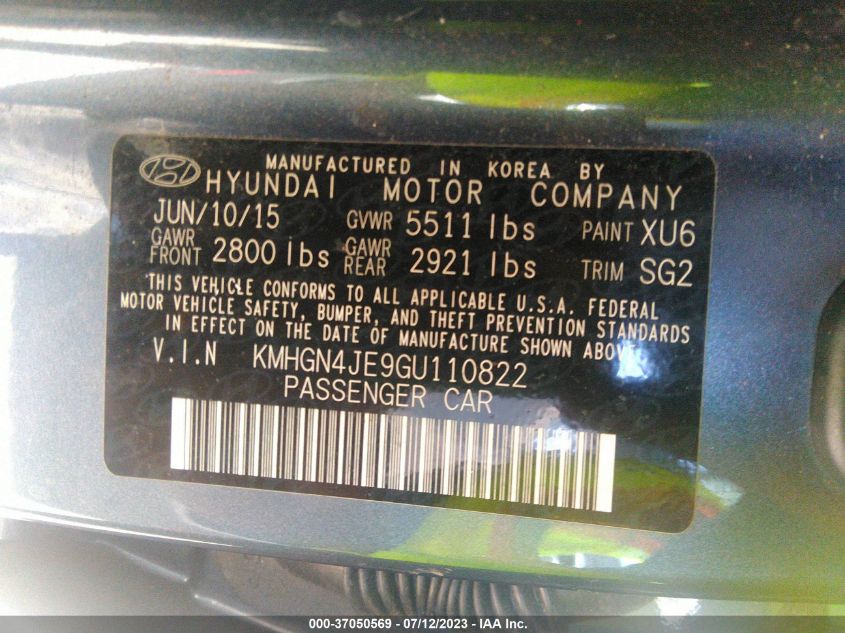 MANUFACTURED IN KOREA BY
HYUNDAI MOTOR COMPANY
JUN/10/15 GVWR 5511 lbs PAINT XU6
GAWR FRONT 2800 lbs GAWR REAR 2921 lbs TRIM SG2
THIS VEHICLE CONFORMS TO ALL APPLICABLE U.S.A. FEDERAL
MOTOR VEHICLE SAFETY, BUMPER, AND THEFT PREVENTION STANDARDS
IN EFFECT ON THE DATE OF MANUFACTURE SHOWN ABOVE.
V.I.N KMHGN4JE9GU110822
PASSENGER CAR
000-37050569 - 07/12/2023 - IAA Inc.